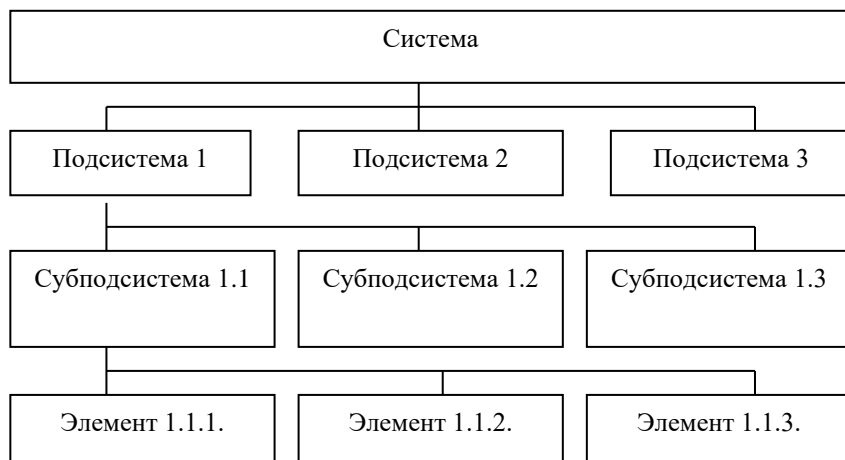 Система
Подсистема 1
Подсистема 2
Подсистема 3
Субподсистема 1.1
Субподсистема 1.2
Субподсистема 1.3
Элемент 1.1.1.
Элемент 1.1.2.
Элемент 1.1.3.